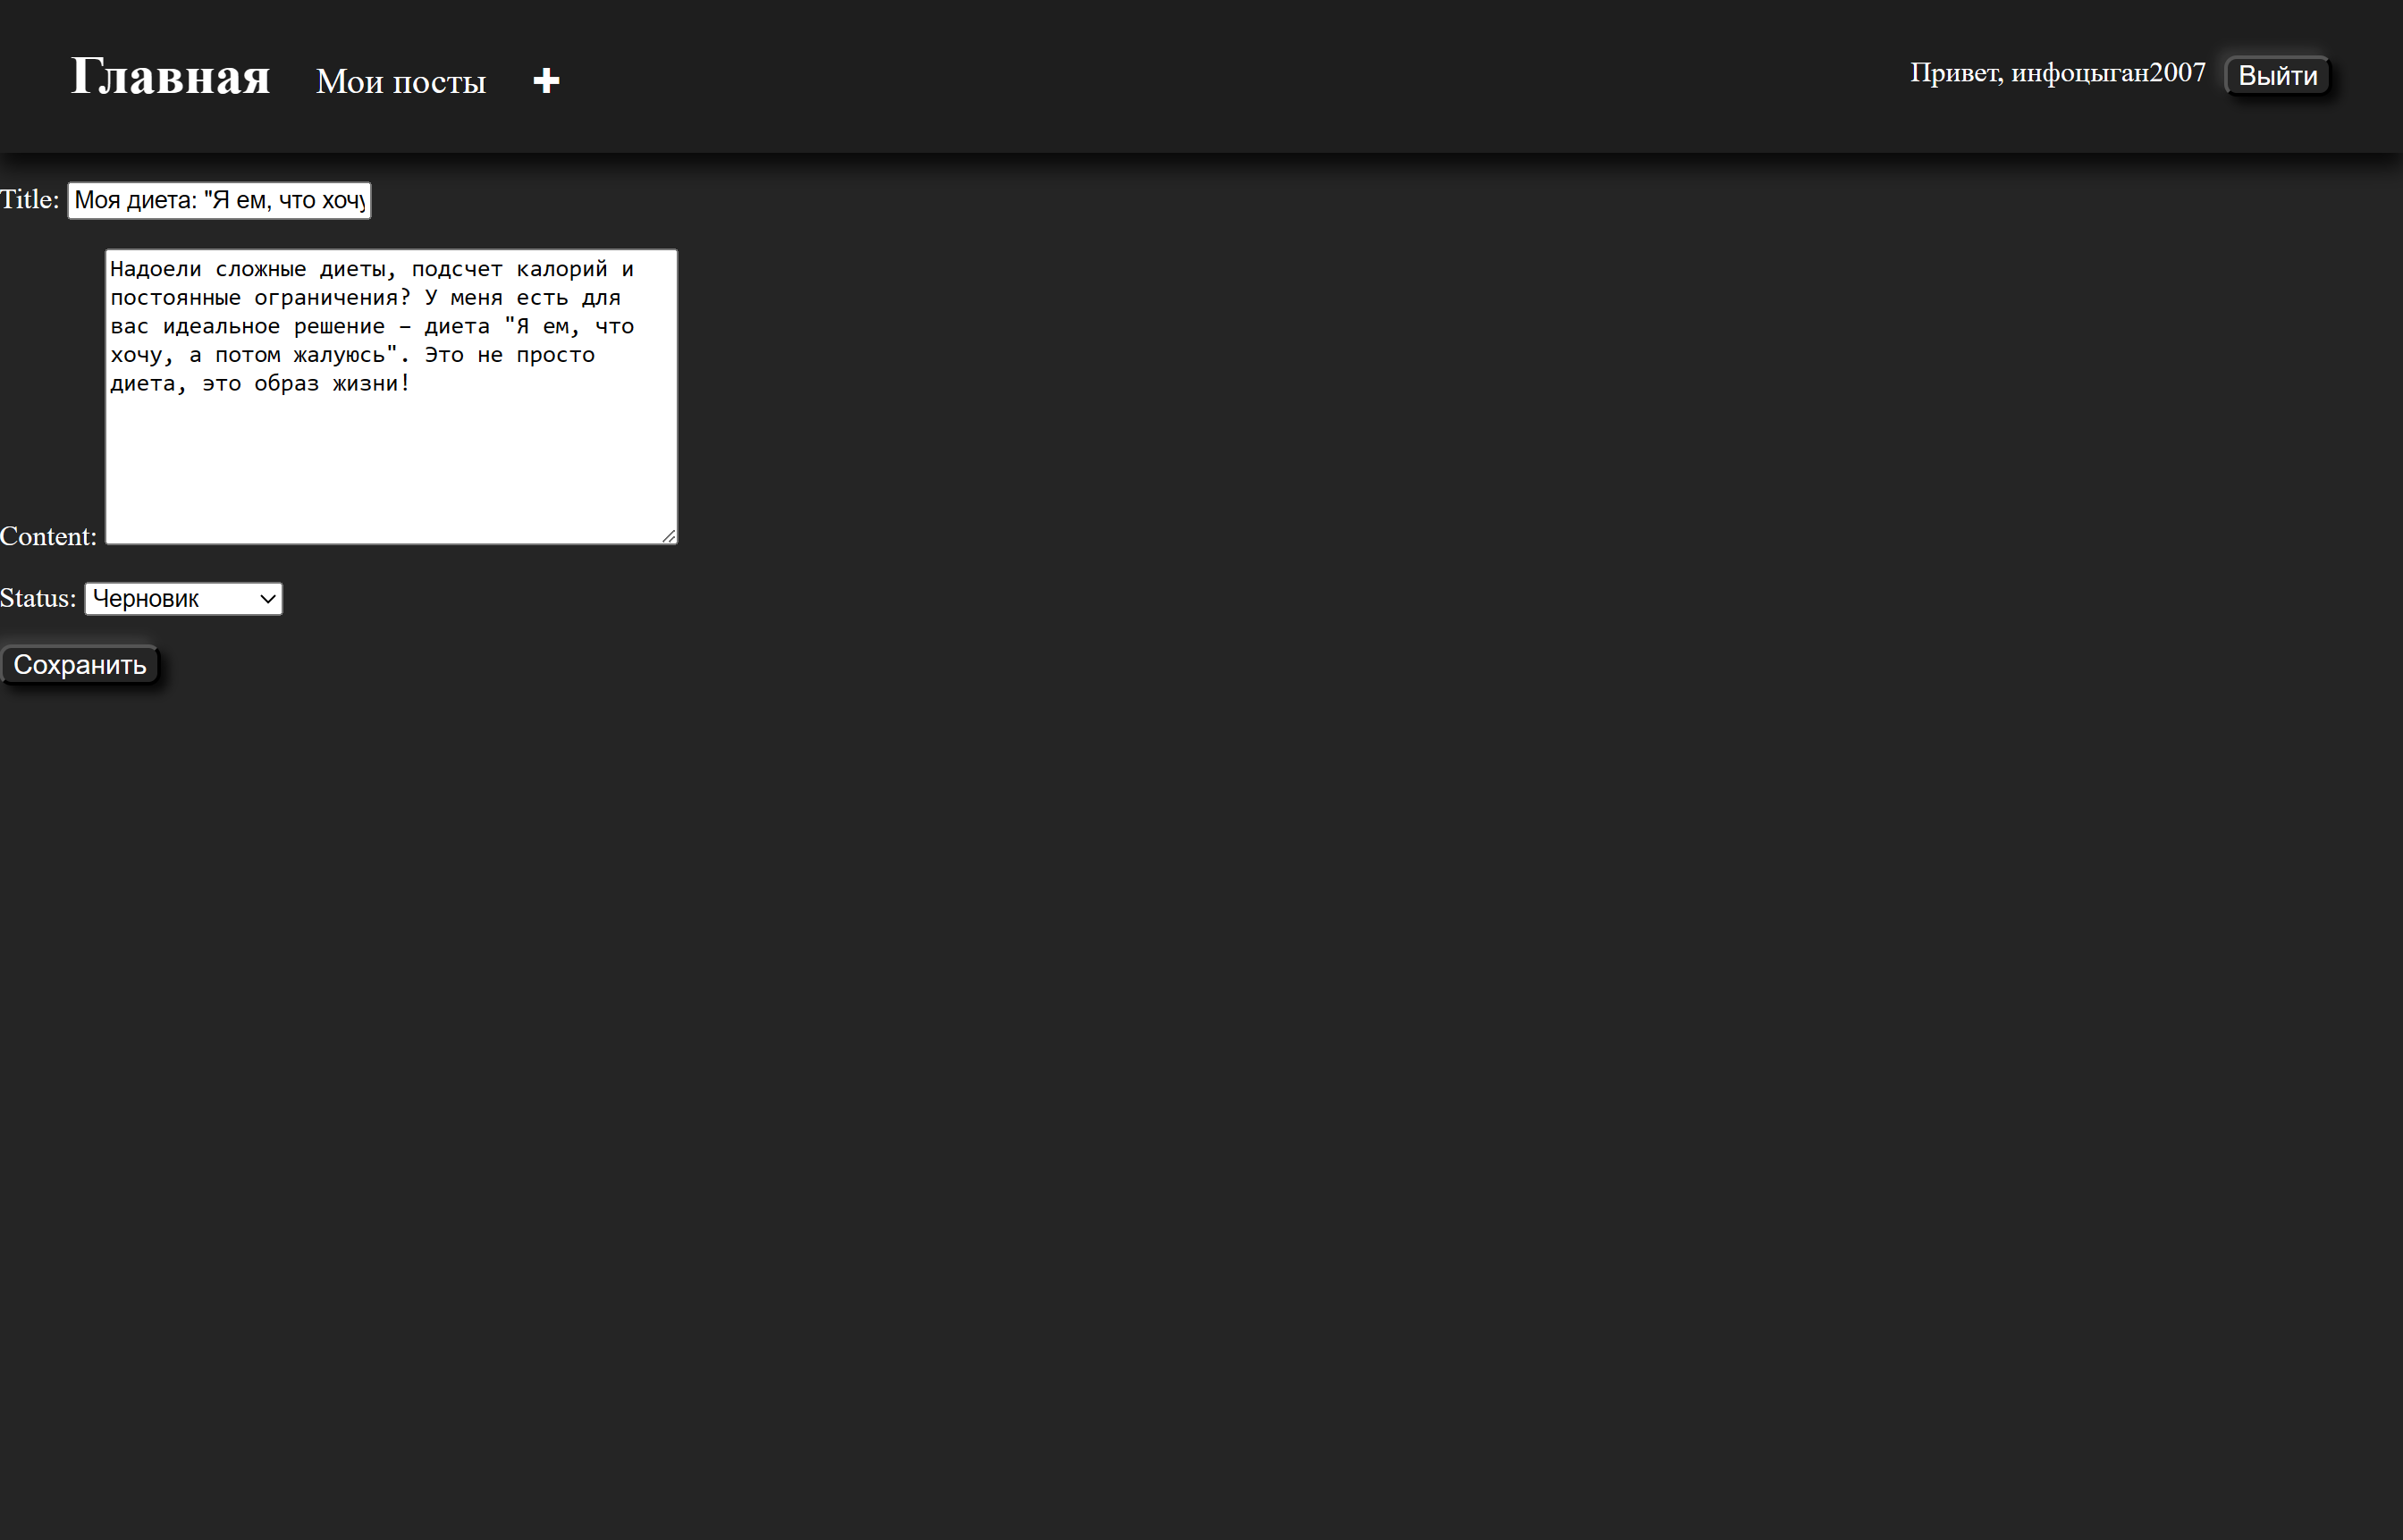 Главная Мои посты + Привет, инфоцыган2007 Выйти
Title: Моя диета: "Я ем, что хочу
Надоели сложные диеты, подсчет калорий и
постоянные ограничения? У меня есть для
вас идеальное решение – диета "Я ем, что
хочу, а потом жалуюсь". Это не просто
диета, это образ жизни!
Content:
Status: Черновик
Сохранить